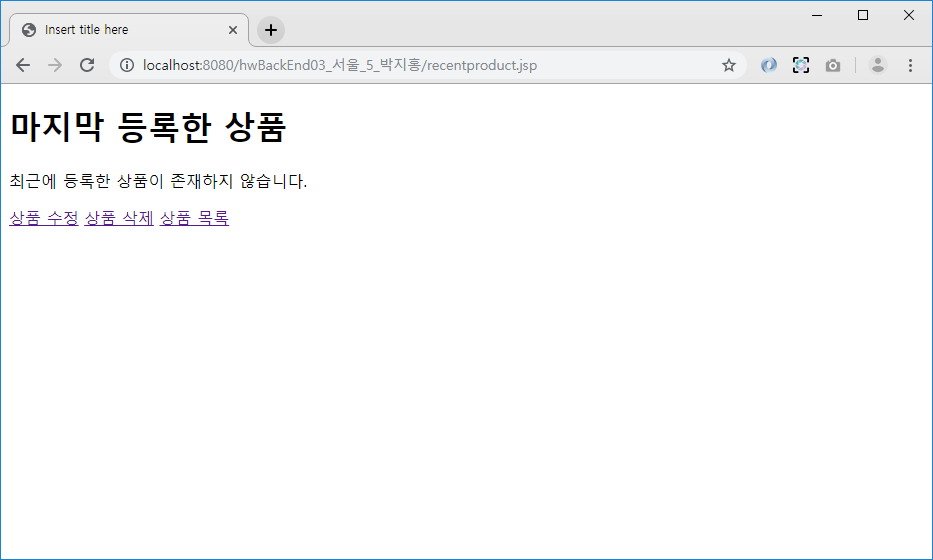 Insert title here
localhost:8080/hwBackEnd03_서울_5_박지홍/recentproduct.jsp
마지막 등록한 상품
최근에 등록한 상품이 존재하지 않습니다.
상품 수정 상품 삭제 상품 목록